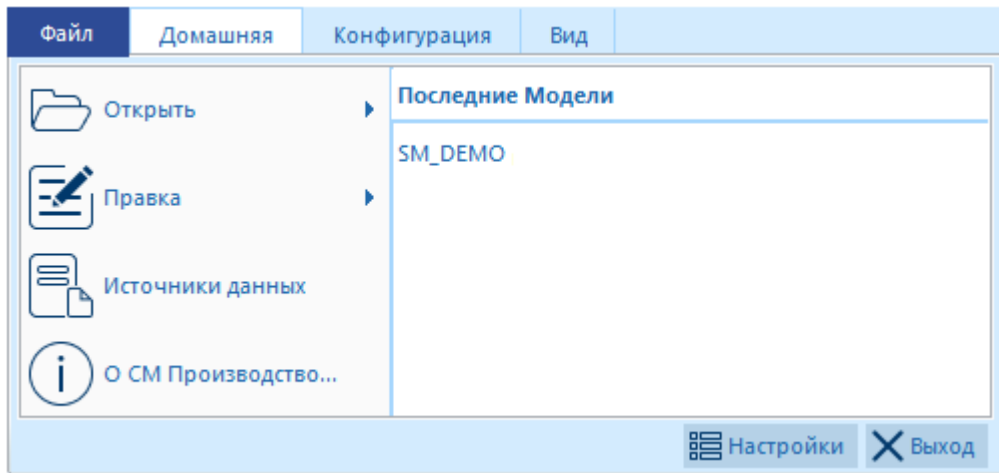 Файл Домашняя Конфигурация Вид
Открыть
Правка
Источники данных
О СМ Производство...
Последние Модели
SM_DEMO
Настройки Выход